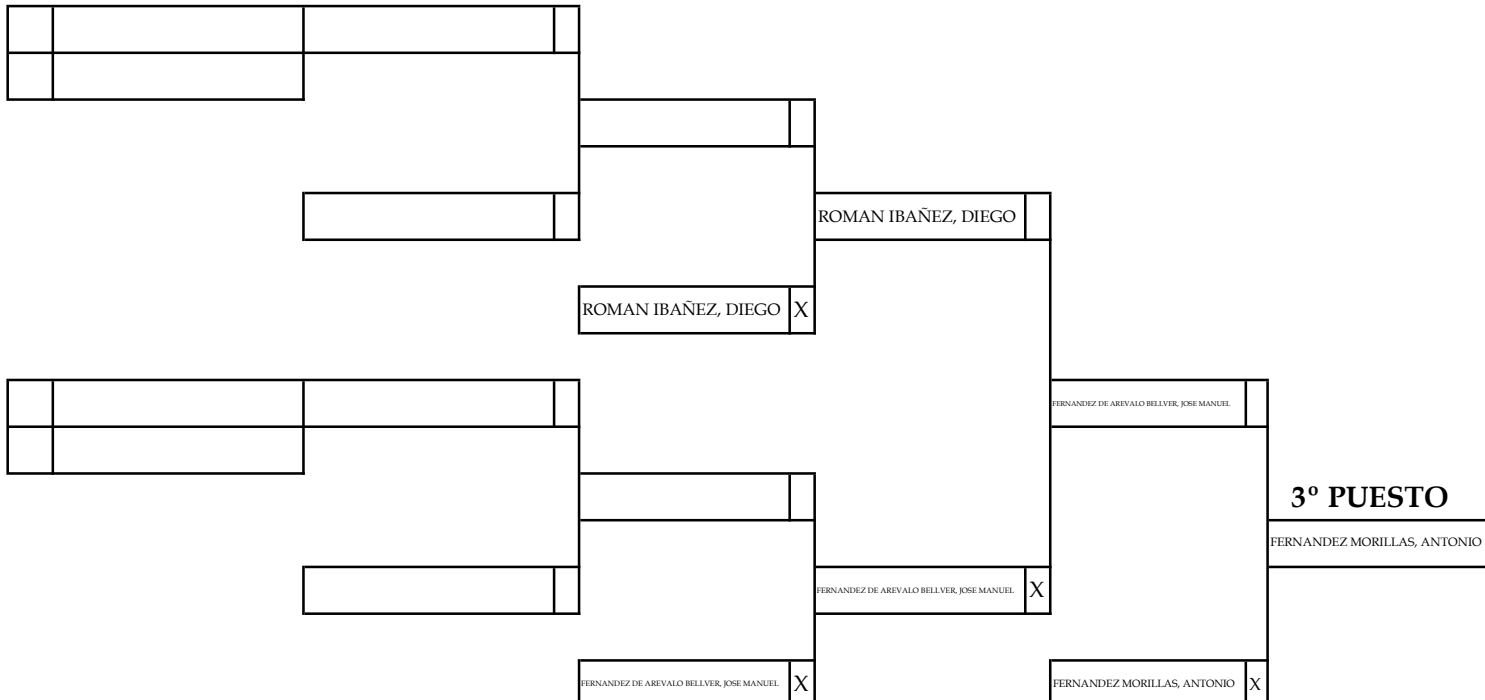 ROMAN IBAÑEZ, DIEGO
ROMAN IBAÑEZ, DIEGO X
FERNANDEZ DE AREVALO BELLVER, JOSE MANUEL
3º PUESTO
FERNANDEZ MORILLAS, ANTONIO
FERNANDEZ DE AREVALO BELLVER, JOSE MANUEL X
FERNANDEZ DE AREVALO BELLVER, JOSE MANUEL X
FERNANDEZ MORILLAS, ANTONIO X